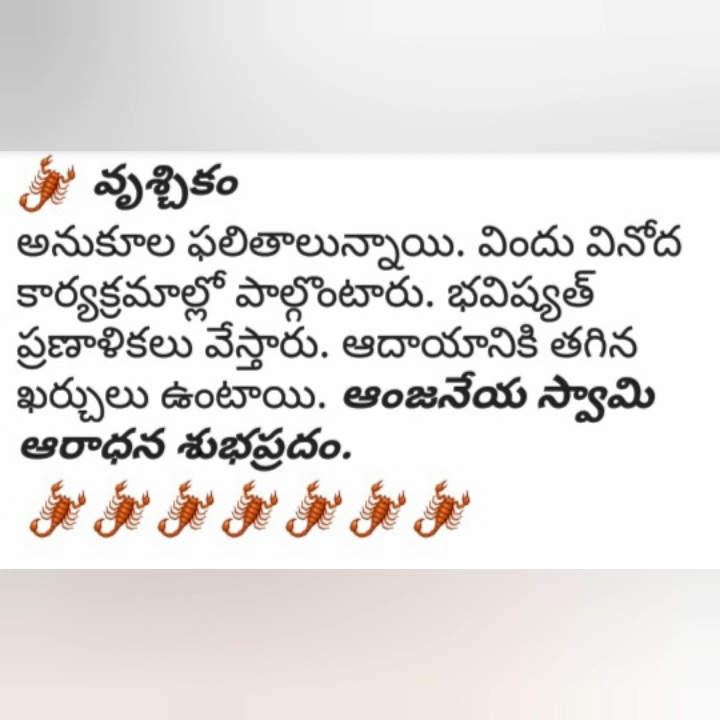 🦂 వృశ్చికం
అనుకూల ఫలితాలున్నాయి. విందు వినోద
కార్యక్రమాల్లో పాల్గొంటారు. భవిష్యత్
ప్రణాళికలు వేస్తారు. ఆదాయానికి తగిన
ఖర్చులు ఉంటాయి. ఆంజనేయ స్వామి
ఆరాధన శుభప్రదం.
🦂🦂🦂🦂🦂🦂🦂